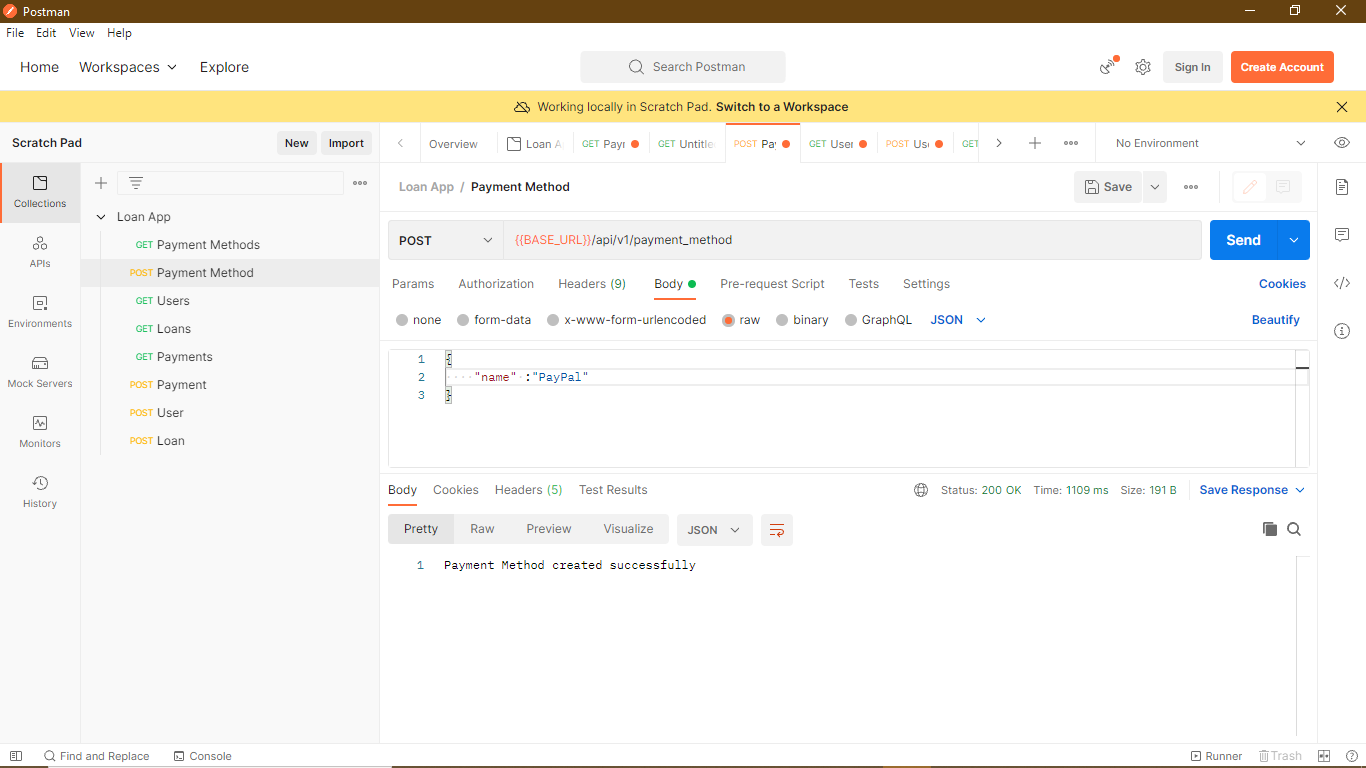 Postman
File Edit View Help
Home Workspaces Explore Search Postman Sign In Create Account
Working locally in Scratch Pad. Switch to a Workspace
Scratch Pad New Import
Overview Loan A GET Payr GET Untitle POST Pay GET User POST Us GET No Environment
Collections
APIs
Environments
Mock Servers
Monitors
History
Loan App
GET Payment Methods
POST Payment Method
GET Users
GET Loans
GET Payments
POST Payment
POST User
POST Loan
Loan App / Payment Method Save
POST {{BASE_URL}}/api/v1/payment_method Send
Params Authorization Headers (9) Body Pre-request Script Tests Settings Cookies
none form-data x-www-form-urlencoded raw binary GraphQL JSON Beautify
1 {
2 "name" :"PayPal"
3 }
Body Cookies Headers (5) Test Results Status: 200 OK Time: 1109 ms Size: 191 B Save Response
Pretty Raw Preview Visualize JSON
1 Payment Method created successfully
Find and Replace Console Runner Trash